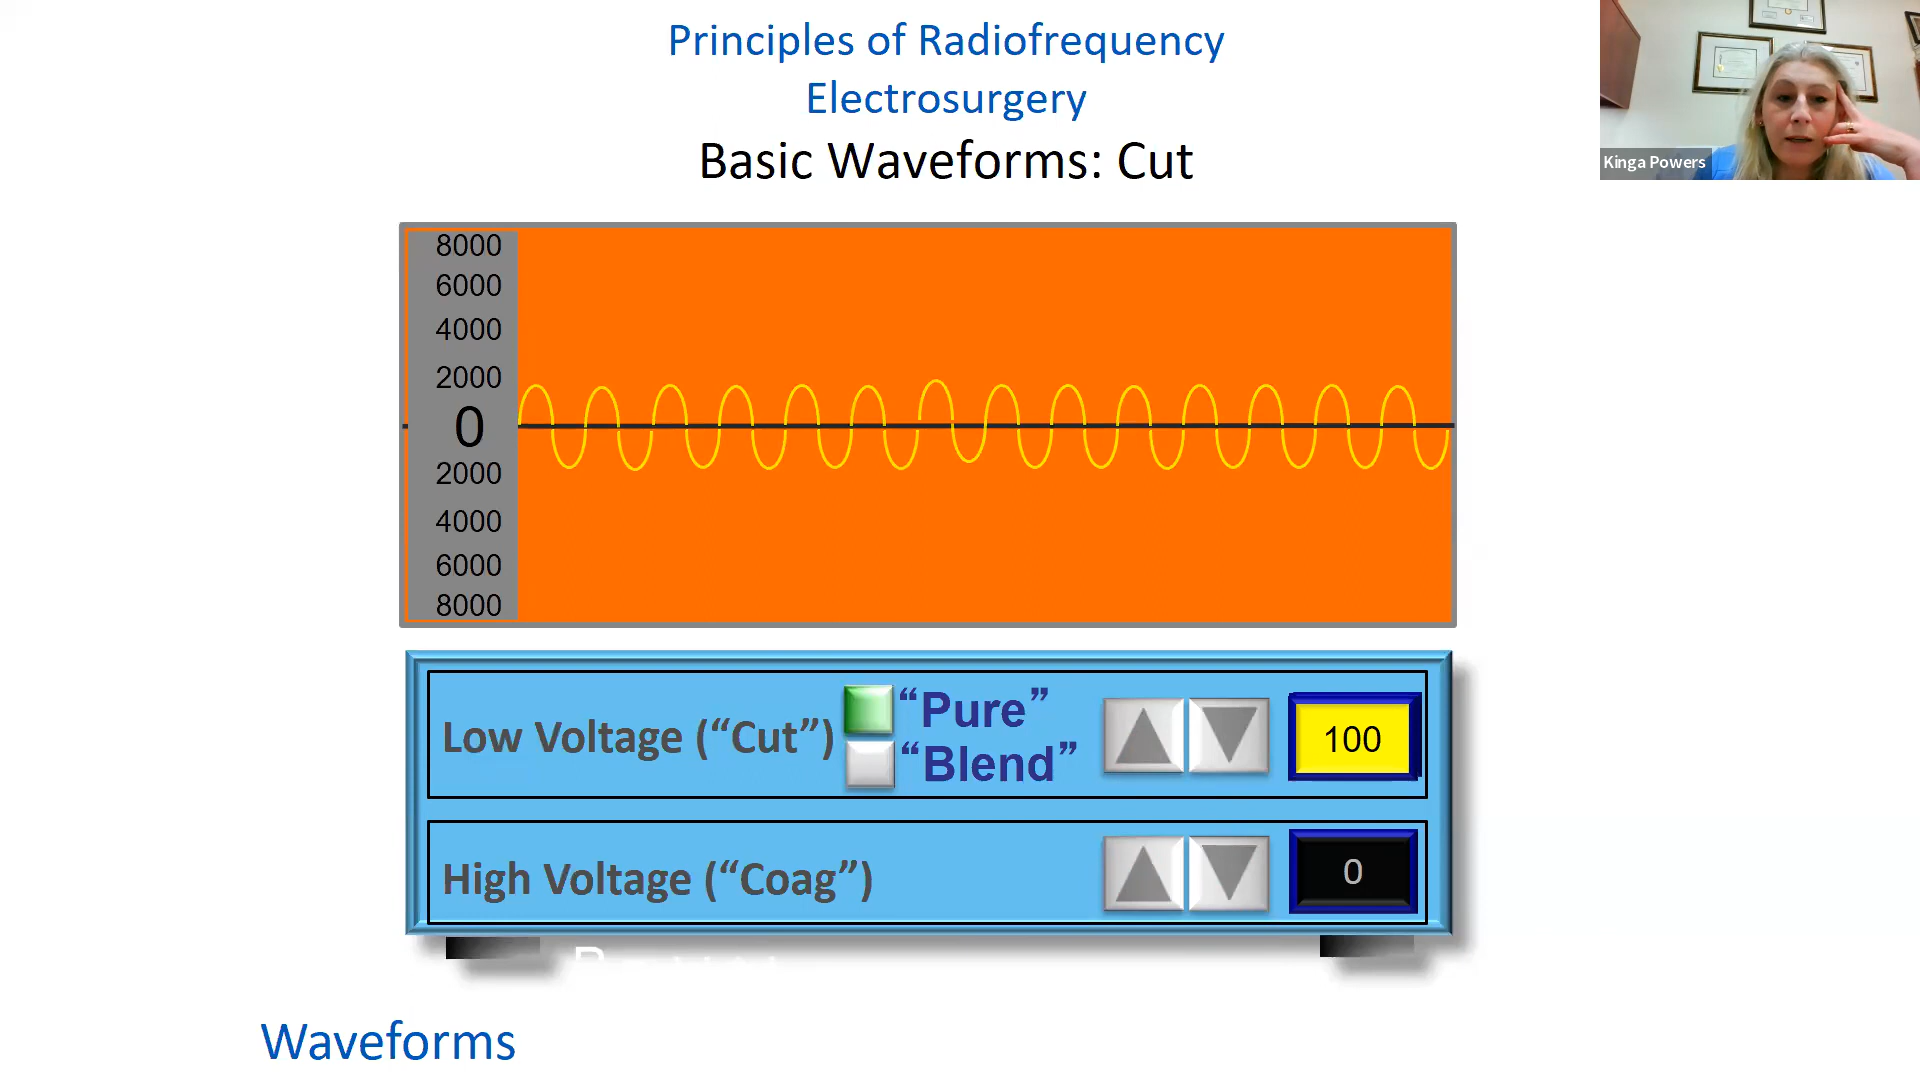 Principles of Radiofrequency
Electrosurgery
Basic Waveforms: Cut
Kinga Powers
8000
6000
4000
2000
0
2000
4000
6000
8000
Low Voltage (“Cut”)
“Pure”
“Blend”
100
High Voltage (“Coag”)
0
Waveforms